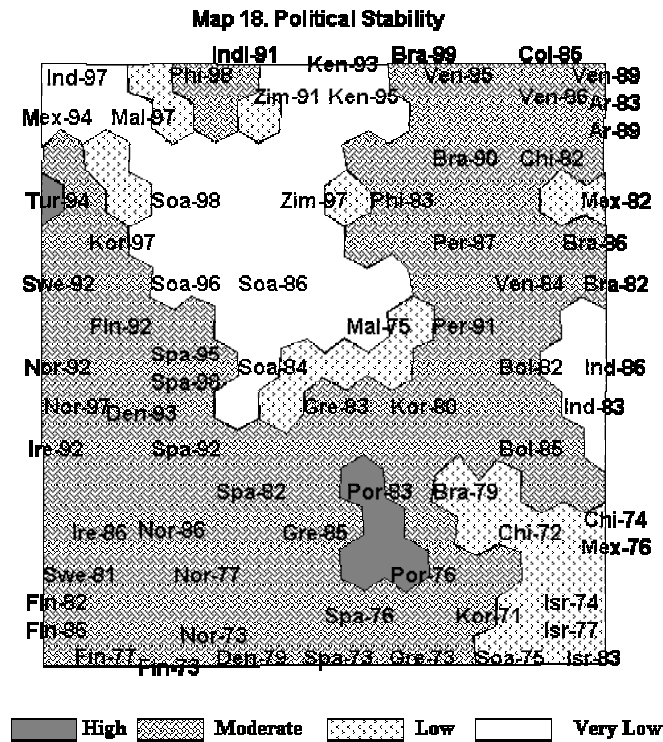 Map 18. Political Stability
Indi-91 Ken-93 Bra-99 Col-85
Ind-97 Phi-98 Ven-95 Ven-89
Zim-91 Ken-95 Ven-96 Ar-83
Mex-94 Mal-97 Ar-89
Bra-90 Chi-82
Tur-94 Soa-98 Zim-97 Phi-83 Mex-82
Kor-97 Per-87 Bra-86
Swe-92 Soa-96 Soa-86 Ven-84 Bra-82
Fin-92 Mal-75 Per-91
Spa-95
Nor-92 Soa-84 Bol-82 Ind-86
Spa-96
Nor-97 Den-93 Gre-83 Kor-80 Ind-83
Ire-92 Spa-92 Bol-85
Spa-82 Por-83 Bra-79
Chi-74
Ire-86 Nor-86 Gre-85 Chi-72
Mex-76
Swe-81 Nor-77 Por-76
Fin-82 Isr-74
Spa-76 Kor-71
Fin-86 Nor-73 Isr-77
Fin-77 Den-79 Spa-73 Gre-73 Soa-75 Isr-83
Fin-73
High Moderate Low Very Low